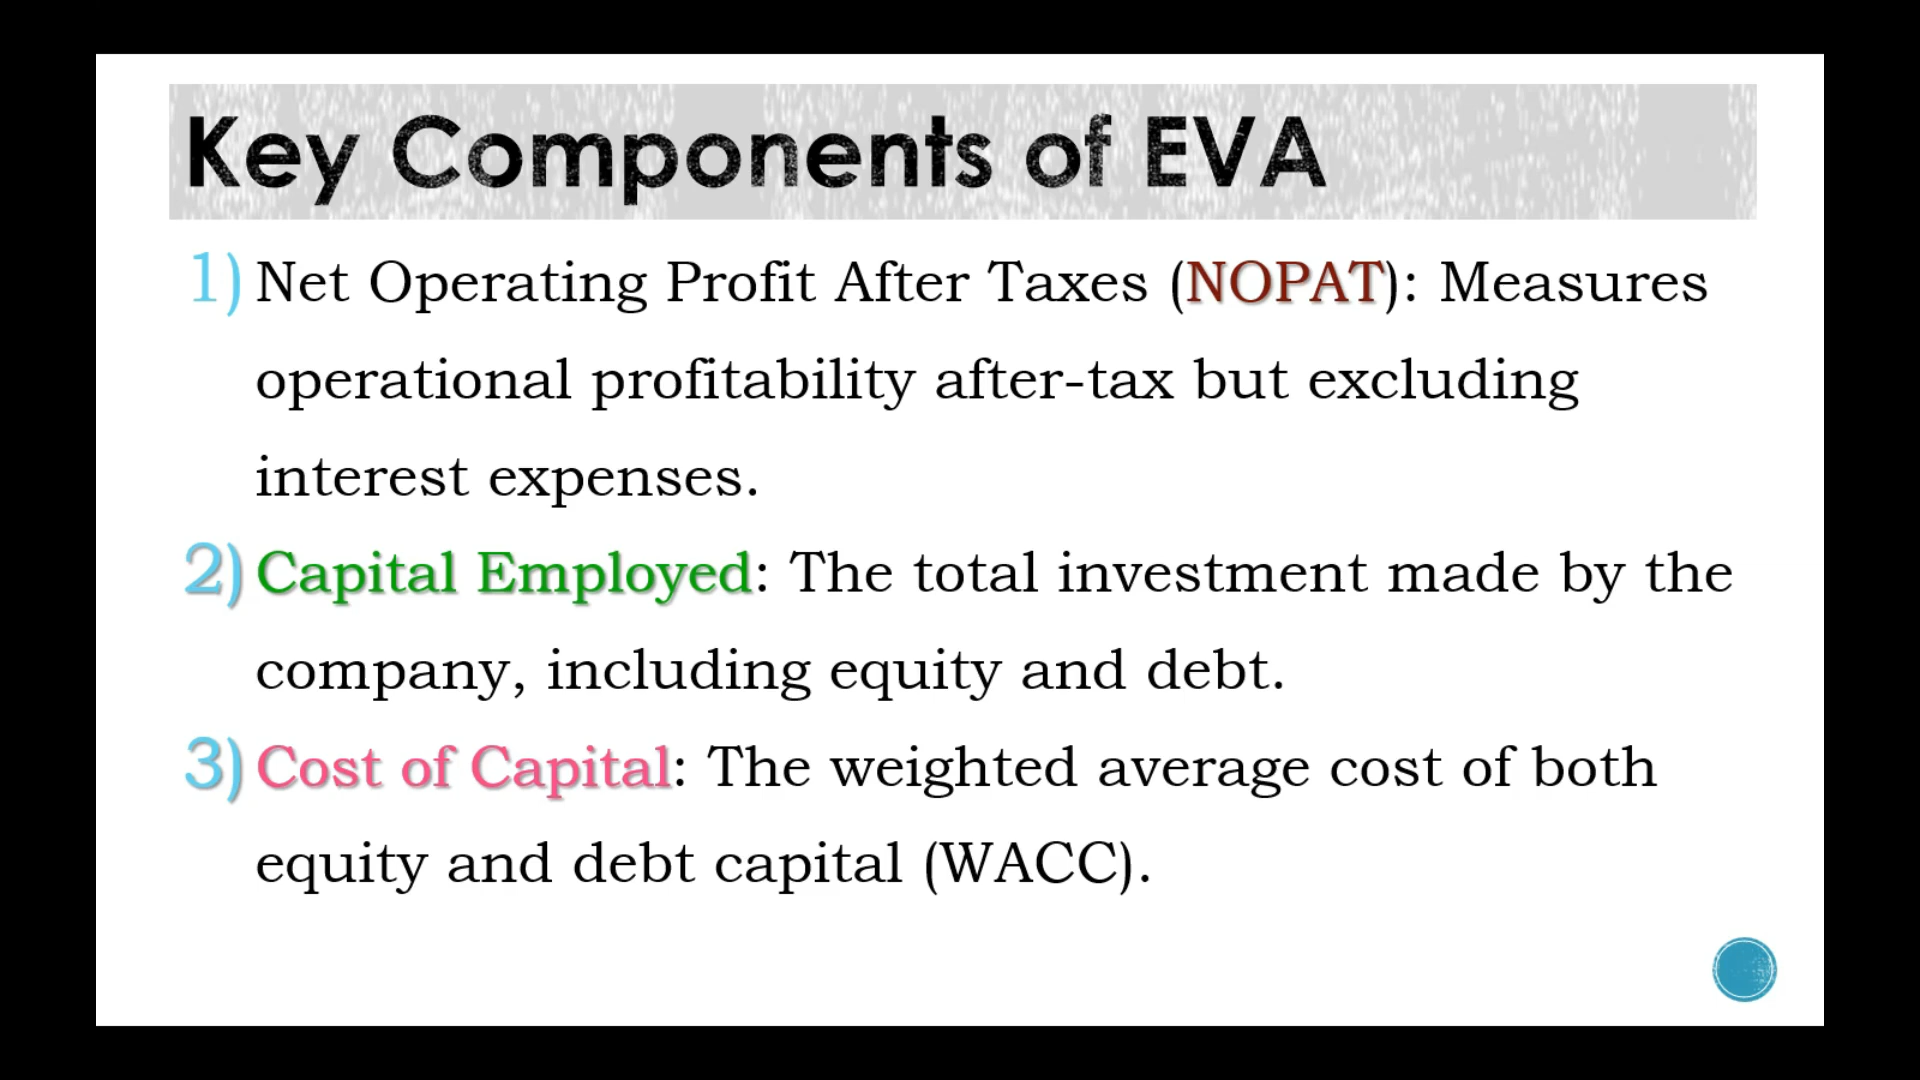 Key Components of EVA
1) Net Operating Profit After Taxes (NOPAT): Measures
operational profitability after-tax but excluding
interest expenses.
2) Capital Employed: The total investment made by the
company, including equity and debt.
3) Cost of Capital: The weighted average cost of both
equity and debt capital (WACC).